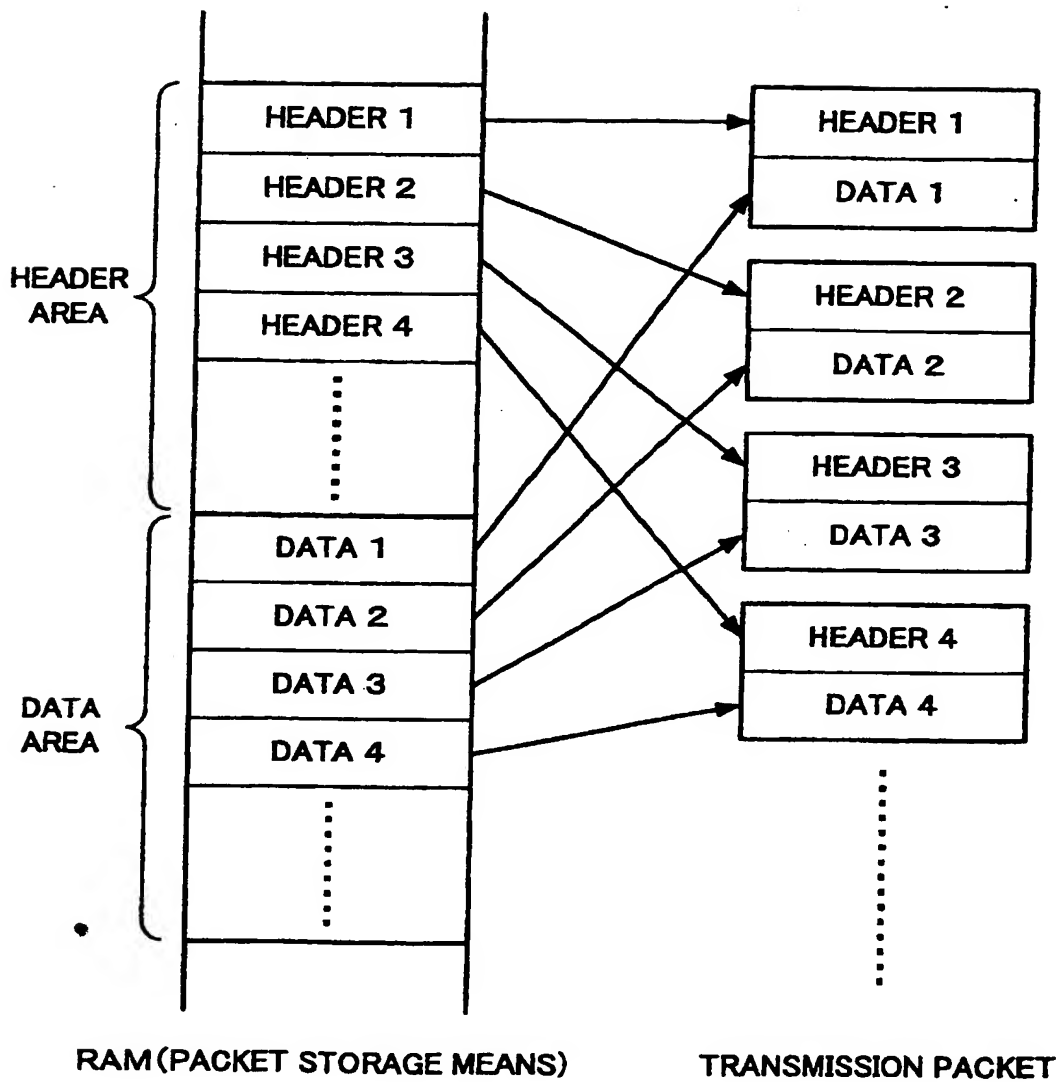 HEADER AREA
HEADER 1
HEADER 2
HEADER 3
HEADER 4
DATA AREA
DATA 1
DATA 2
DATA 3
DATA 4
RAM (PACKET STORAGE MEANS)
HEADER 1
DATA 1
HEADER 2
DATA 2
HEADER 3
DATA 3
HEADER 4
DATA 4
TRANSMISSION PACKET